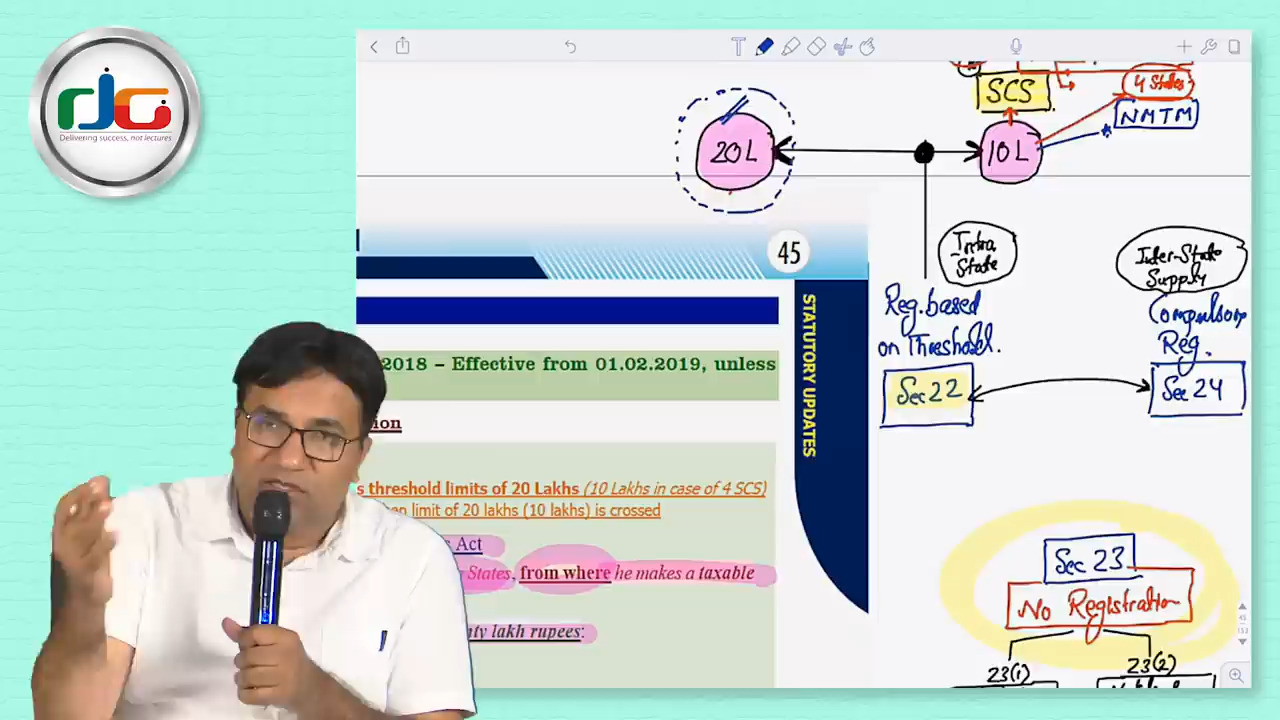 Delivering success, not lectures
SCS
4 States
NMTM
20L
10L
45
STATUTORY UPDATES
2018 – Effective from 01.02.2019, unless
ion
s threshold limits of 20 Lakhs (10 Lakhs in case of 4 SCS)
en limit of 20 lakhs (10 lakhs) is crossed
s Act
States, from where he makes a taxable
nty lakh rupees:
Intra
State
Inter-State
Supply
Reg. based
on Threshold.
Compulsory
Reg.
Sec 22
Sec 24
Sec 23
No Registration
23(1)
23(2)